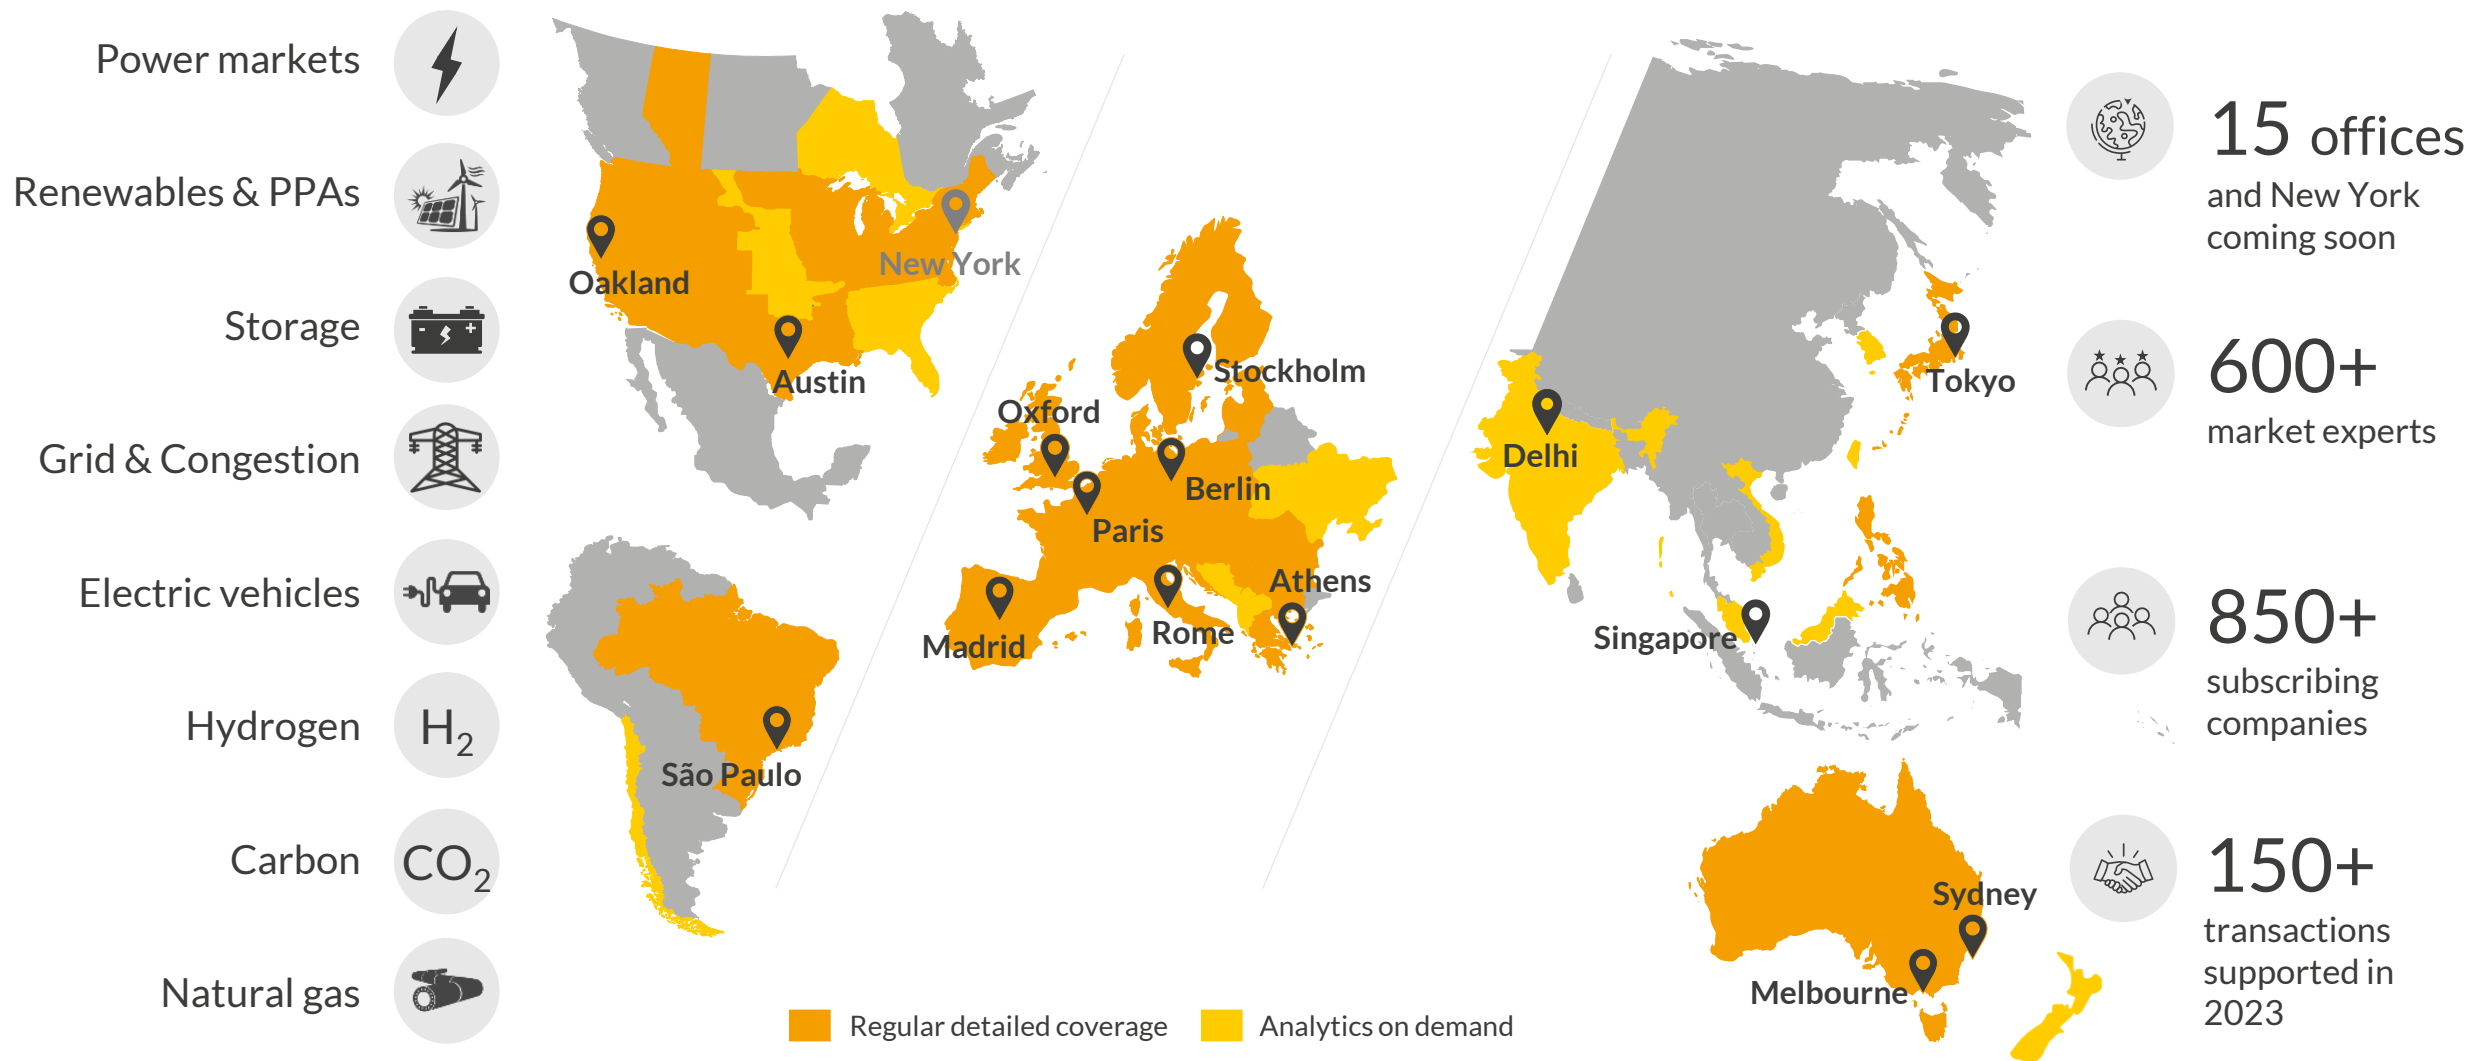 Power markets
Renewables & PPAs
Storage
Grid & Congestion
Electric vehicles
Hydrogen
H2
Carbon
CO2
Natural gas
Oakland
New York
Austin
São Paulo
Stockholm
Oxford
Berlin
Paris
Athens
Madrid
Rome
Delhi
Tokyo
Singapore
Sydney
Melbourne
Regular detailed coverage
Analytics on demand
15 offices
and New York
coming soon
600+
market experts
850+
subscribing
companies
150+
transactions
supported in
2023